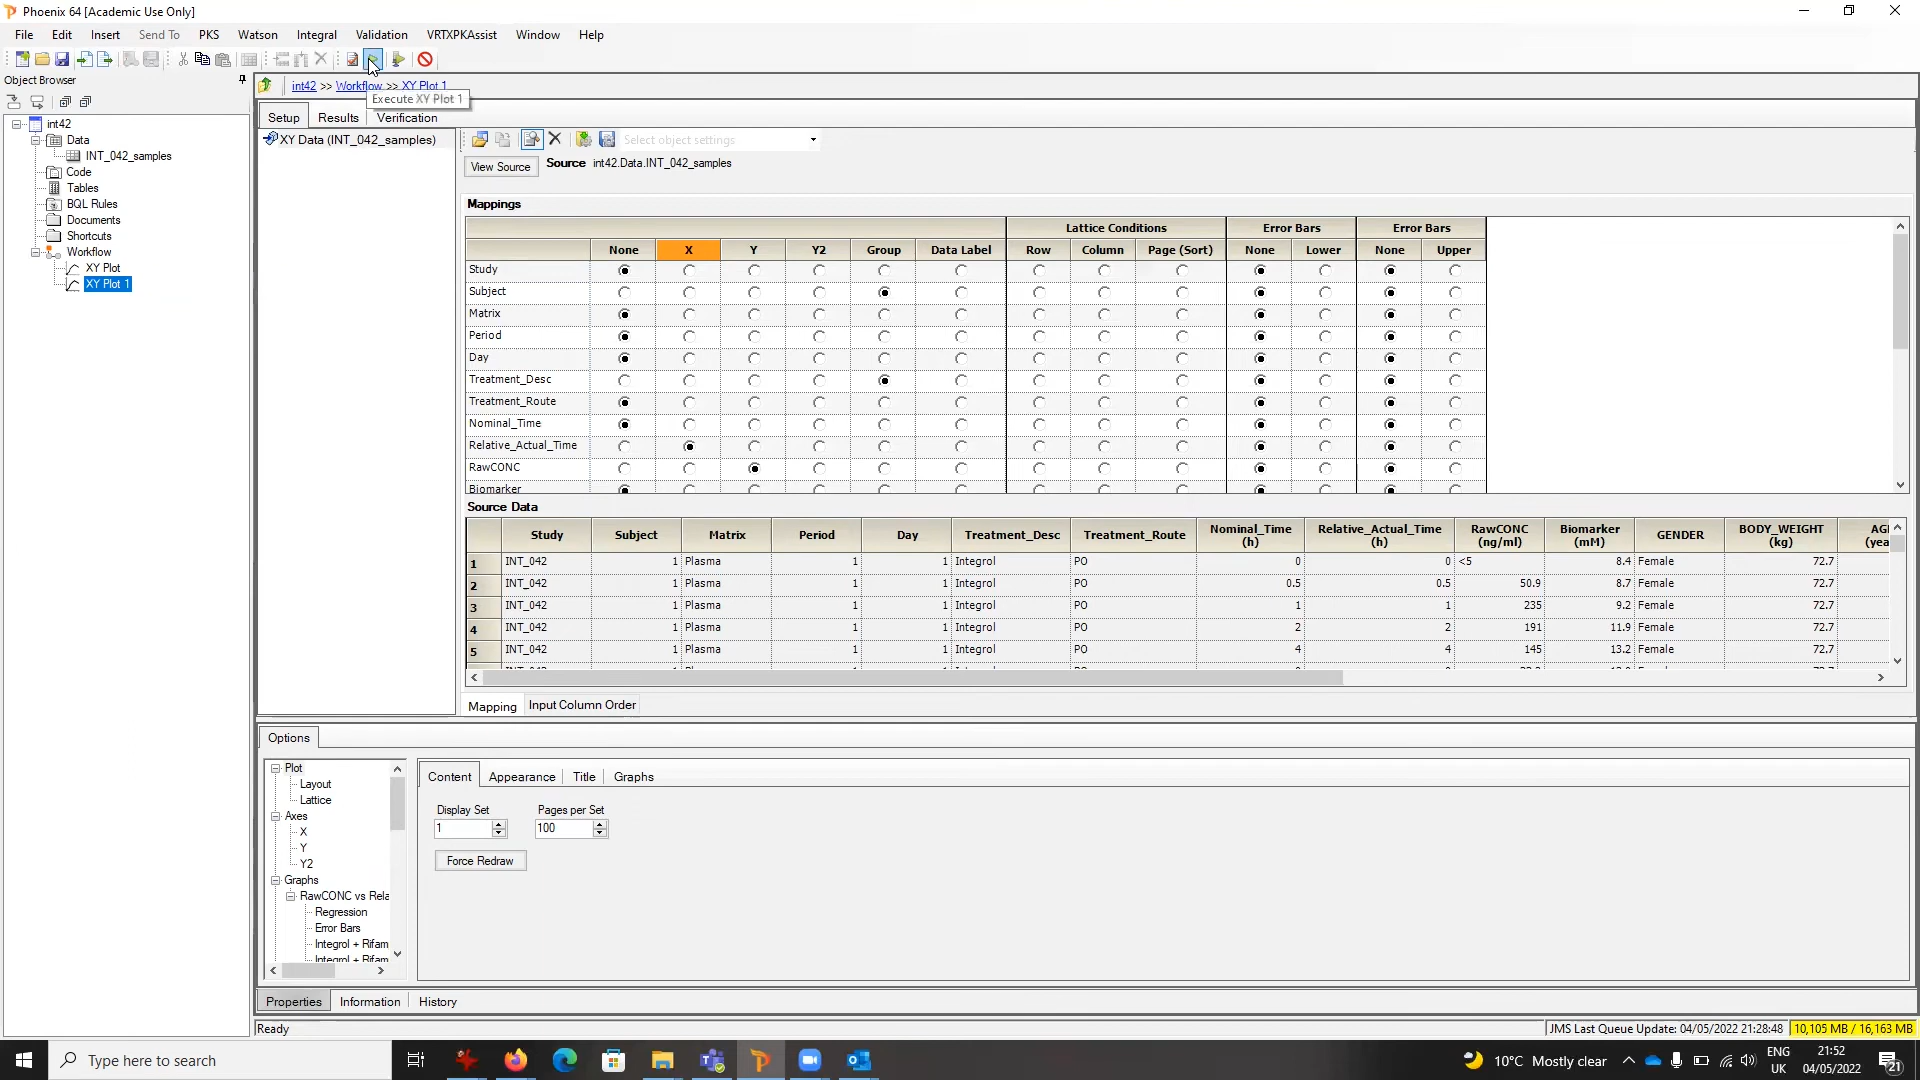 Phoenix 64 [Academic Use Only]
File Edit Insert Send To PKS Watson Integral Validation VRTXPKAssist Window Help
Object Browser
int42 >> Workflow >> XY Plot 1
Execute XY Plot 1
Setup Results Verification
int42
Data
INT_042_samples
Code
Tables
BQL Rules
Documents
Shortcuts
Workflow
XY Plot
XY Plot 1
XY Data (INT_042_samples)
Select object settings
View Source Source int42.Data.INT_042_samples
Mappings
Lattice Conditions Error Bars Error Bars
None X Y Y2 Group Data Label Row Column Page (Sort) None Lower None Upper
Study
Subject
Matrix
Period
Day
Treatment_Desc
Treatment_Route
Nominal_Time
Relative_Actual_Time
RawCONC
Biomarker
Source Data
Study Subject Matrix Period Day Treatment_Desc Treatment_Route Nominal_Time (h) Relative_Actual_Time (h) RawCONC (ng/ml) Biomarker (mM) GENDER BODY_WEIGHT (kg)
1 INT_042 1 Plasma 1 1 Integrol PO 0 0 <5 8.4 Female 72.7
2 INT_042 1 Plasma 1 1 Integrol PO 0.5 0.5 50.9 8.7 Female 72.7
3 INT_042 1 Plasma 1 1 Integrol PO 1 1 235 9.2 Female 72.7
4 INT_042 1 Plasma 1 1 Integrol PO 2 2 191 11.9 Female 72.7
5 INT_042 1 Plasma 1 1 Integrol PO 4 4 145 13.2 Female 72.7
Mapping Input Column Order
Options
Plot
Layout
Lattice
Axes
X
Y
Y2
Graphs
RawCONC vs Rela
Regression
Error Bars
Integrol + Rifam
Integrol + Rifam
Content Appearance Title Graphs
Display Set Pages per Set
1 100
Force Redraw
Properties Information History
Ready JMS Last Queue Update: 04/05/2022 21:28:48 10,105 MB / 16,163 MB
Type here to search
10°C Mostly clear
ENG
UK
21:52
04/05/2022
21